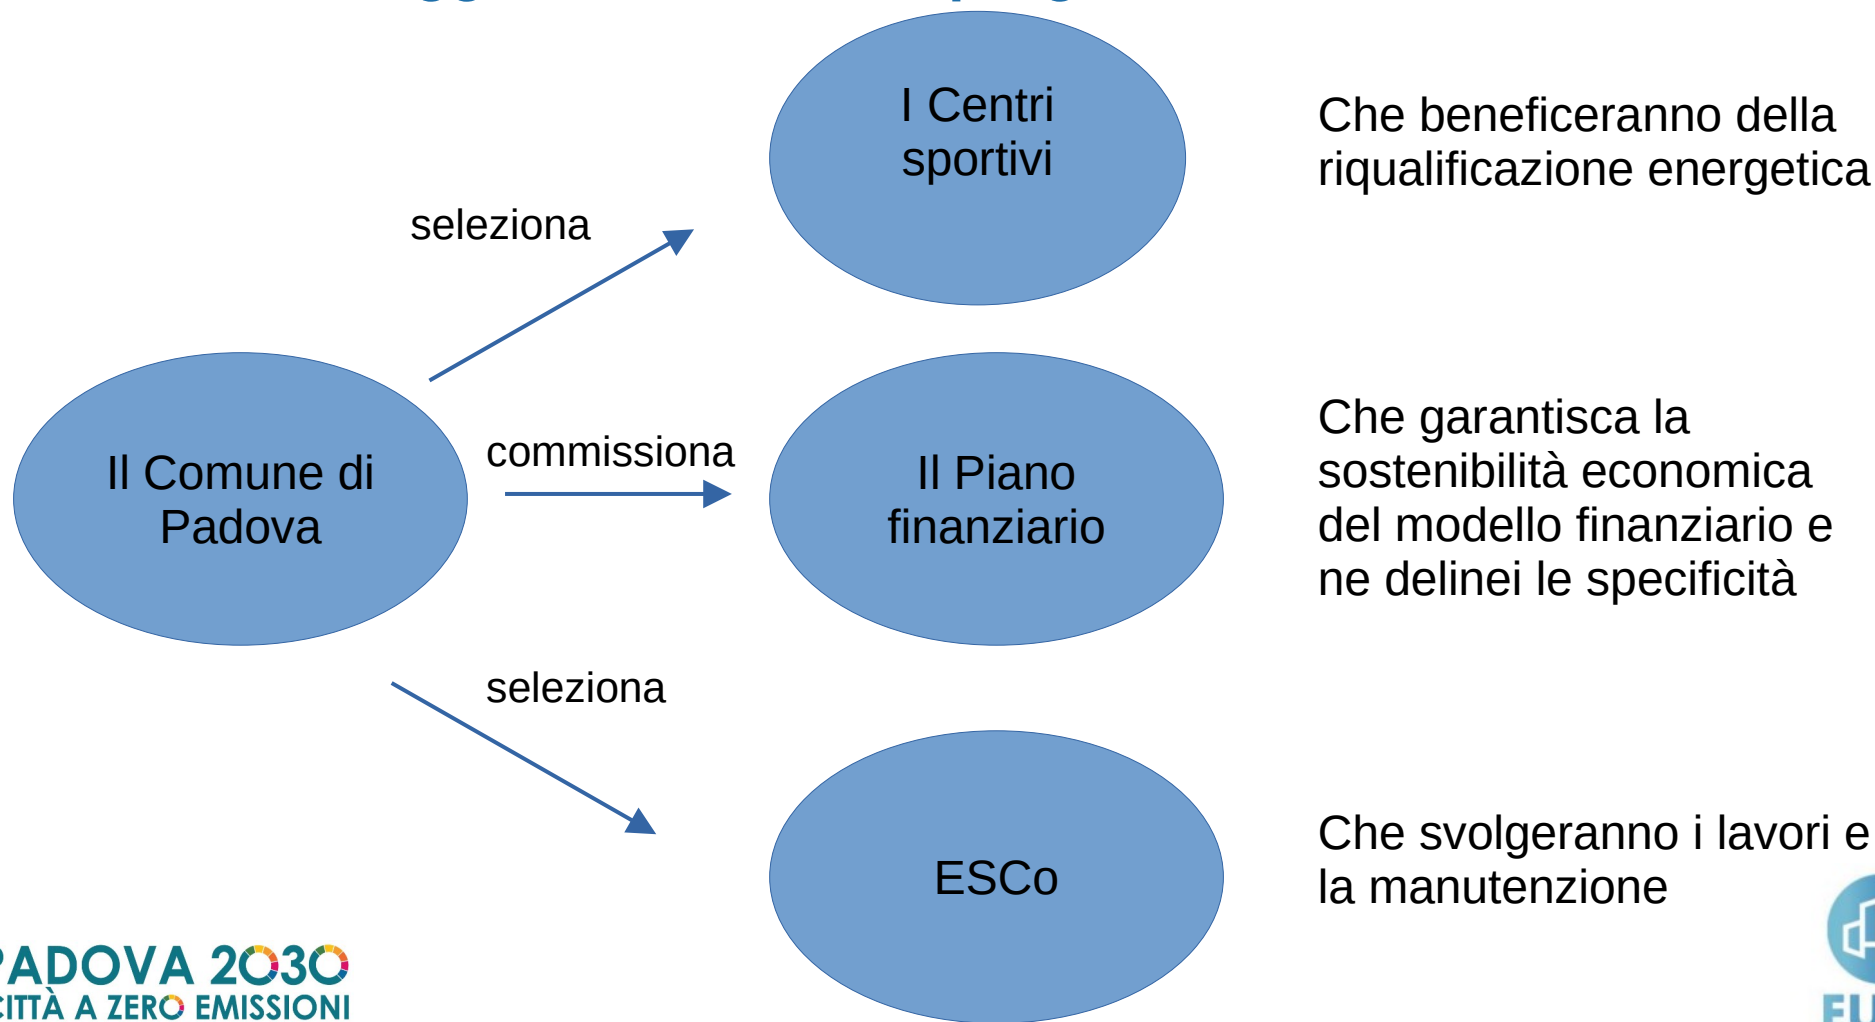 I Centri
sportivi
Che beneficeranno della
riqualificazione energetica
seleziona
Il Comune di
Padova
commissiona
Il Piano
finanziario
Che garantisca la
sostenibilità economica
del modello finanziario e
ne delinei le specificità
seleziona
ESCo
Che svolgeranno i lavori e
la manutenzione
PADOVA 2030
CITTÀ A ZERO EMISSIONI